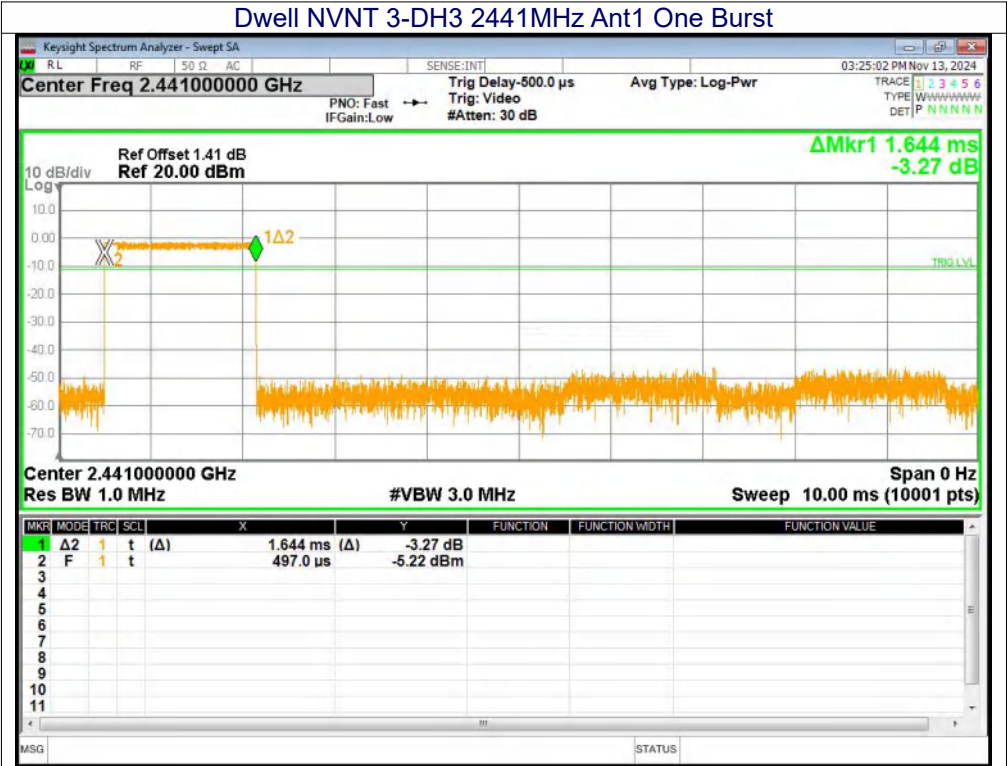 Dwell NVNT 3-DH3 2441MHz Ant1 One Burst
Keysight Spectrum Analyzer - Swept SA
LXI RL RF 50 Ω AC SENSE:INT 03:25:02 PM Nov 13, 2024
Center Freq 2.441000000 GHz
PNO: Fast
IFGain:Low
Trig Delay-500.0 µs
Trig: Video
#Atten: 30 dB
Avg Type: Log-Pwr
TRACE 1 2 3 4 5 6
TYPE WWWWWWW
DET P N N N N N
ΔMkr1 1.644 ms
-3.27 dB
Ref Offset 1.41 dB
10 dB/div Ref 20.00 dBm
Log
10.0
0.00
1Δ2
2
-10.0
TRIG LVL
-20.0
-30.0
-40.0
-50.0
-60.0
-70.0
Center 2.441000000 GHz Span 0 Hz
Res BW 1.0 MHz #VBW 3.0 MHz Sweep 10.00 ms (10001 pts)
MKR MODE TRC SCL X Y FUNCTION FUNCTION WIDTH FUNCTION VALUE
1 Δ2 1 t (Δ) 1.644 ms (Δ) -3.27 dB
2 F 1 t 497.0 µs -5.22 dBm
3
4
5
6
7
8
9
10
11
MSG STATUS